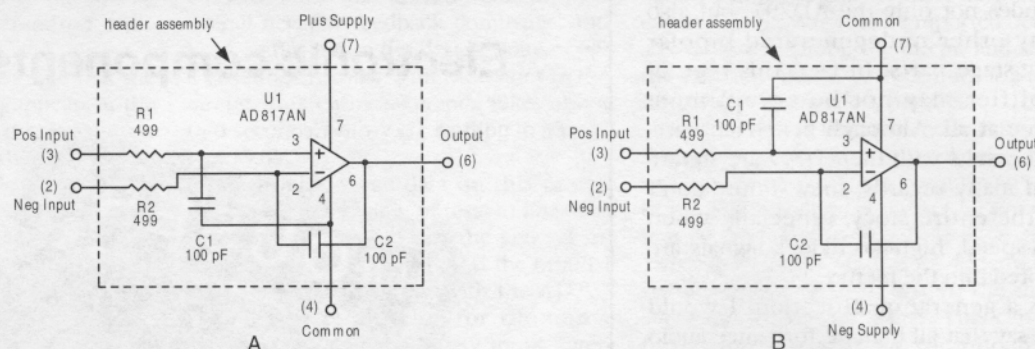 header assembly
Plus Supply
(7)
U1
AD817AN
R1
499
Pos Input
(3)
(2)
Neg Input
R2
499
C1
100 pF
3
2
7
6
4
+
−
C2
100 pF
Output
(6)
(4)
Common
A
header assembly
Common
(7)
C1
100 pF
U1
AD817AN
R1
499
Pos Input
(3)
(2)
Neg Input
R2
499
3
2
7
6
4
+
−
C2
100 pF
Output
(6)
(4)
Neg Supply
B